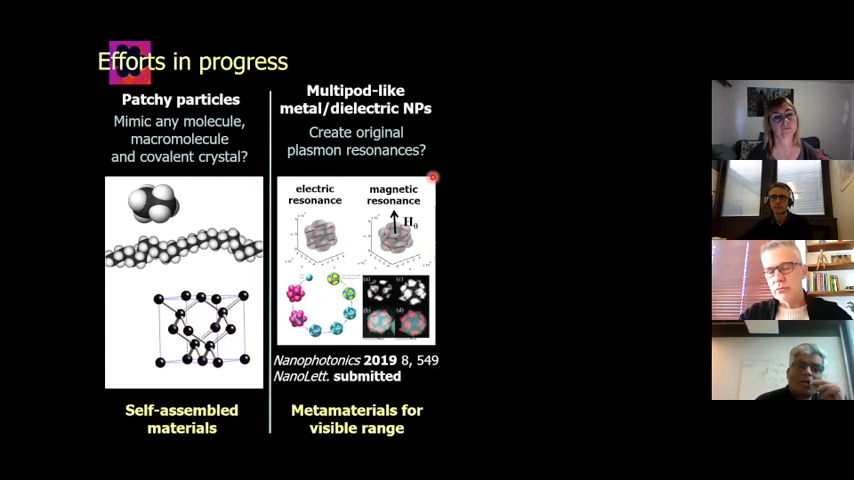 Efforts in progress
Patchy particles
Mimic any molecule,
macromolecule
and covalent crystal?
Self-assembled
materials
Multipod-like
metal/dielectric NPs
Create original
plasmon resonances?
electric
resonance
magnetic
resonance
H0
(a)
(c)
(b)
(d)
Nanophotonics 2019 8, 549
NanoLett. submitted
Metamaterials for
visible range